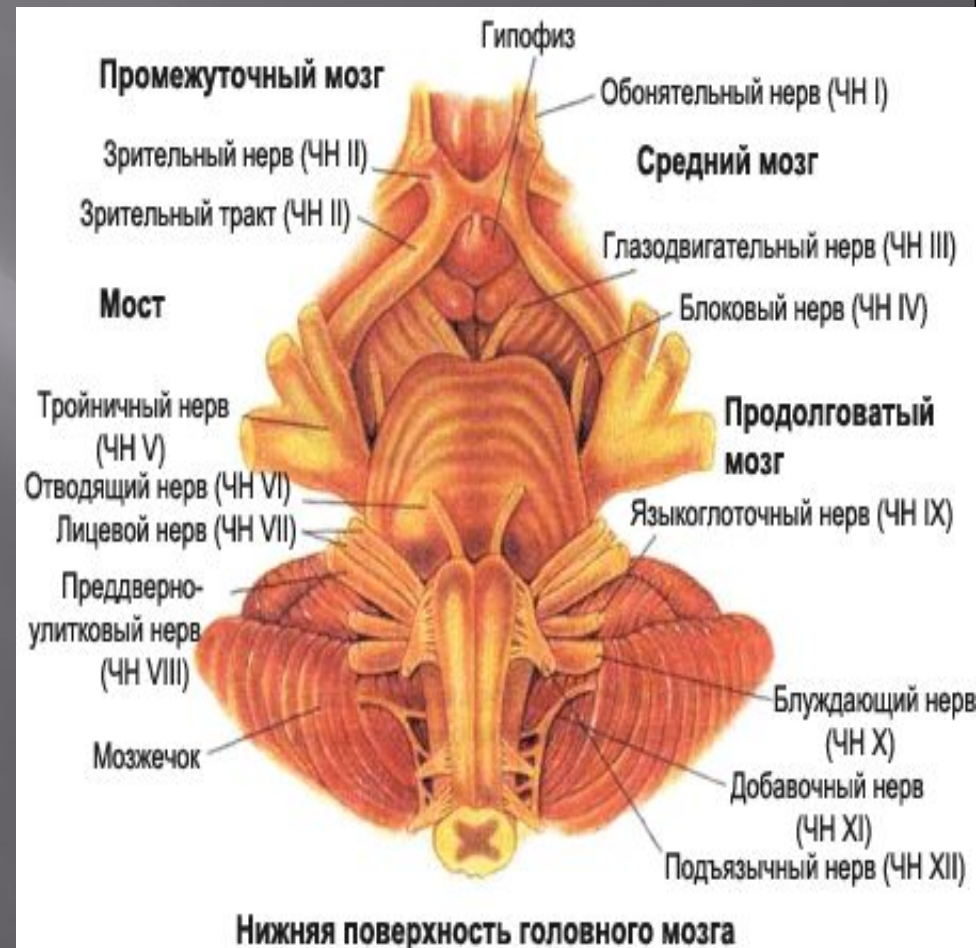 Гипофиз
Промежуточный мозг
Обонятельный нерв (ЧН I)
Зрительный нерв (ЧН II)
Средний мозг
Зрительный тракт (ЧН II)
Глазодвигательный нерв (ЧН III)
Мост
Блоковый нерв (ЧН IV)
Тройничный нерв
(ЧН V)
Продолговатый
мозг
Отводящий нерв (ЧН VI)
Языкоглоточный нерв (ЧН IX)
Лицевой нерв (ЧН VII)
Преддверно-
улитковый нерв
(ЧН VIII)
Блуждающий нерв
(ЧН X)
Мозжечок
Добавочный нерв
(ЧН XI)
Подъязычный нерв (ЧН XII)
Нижняя поверхность головного мозга